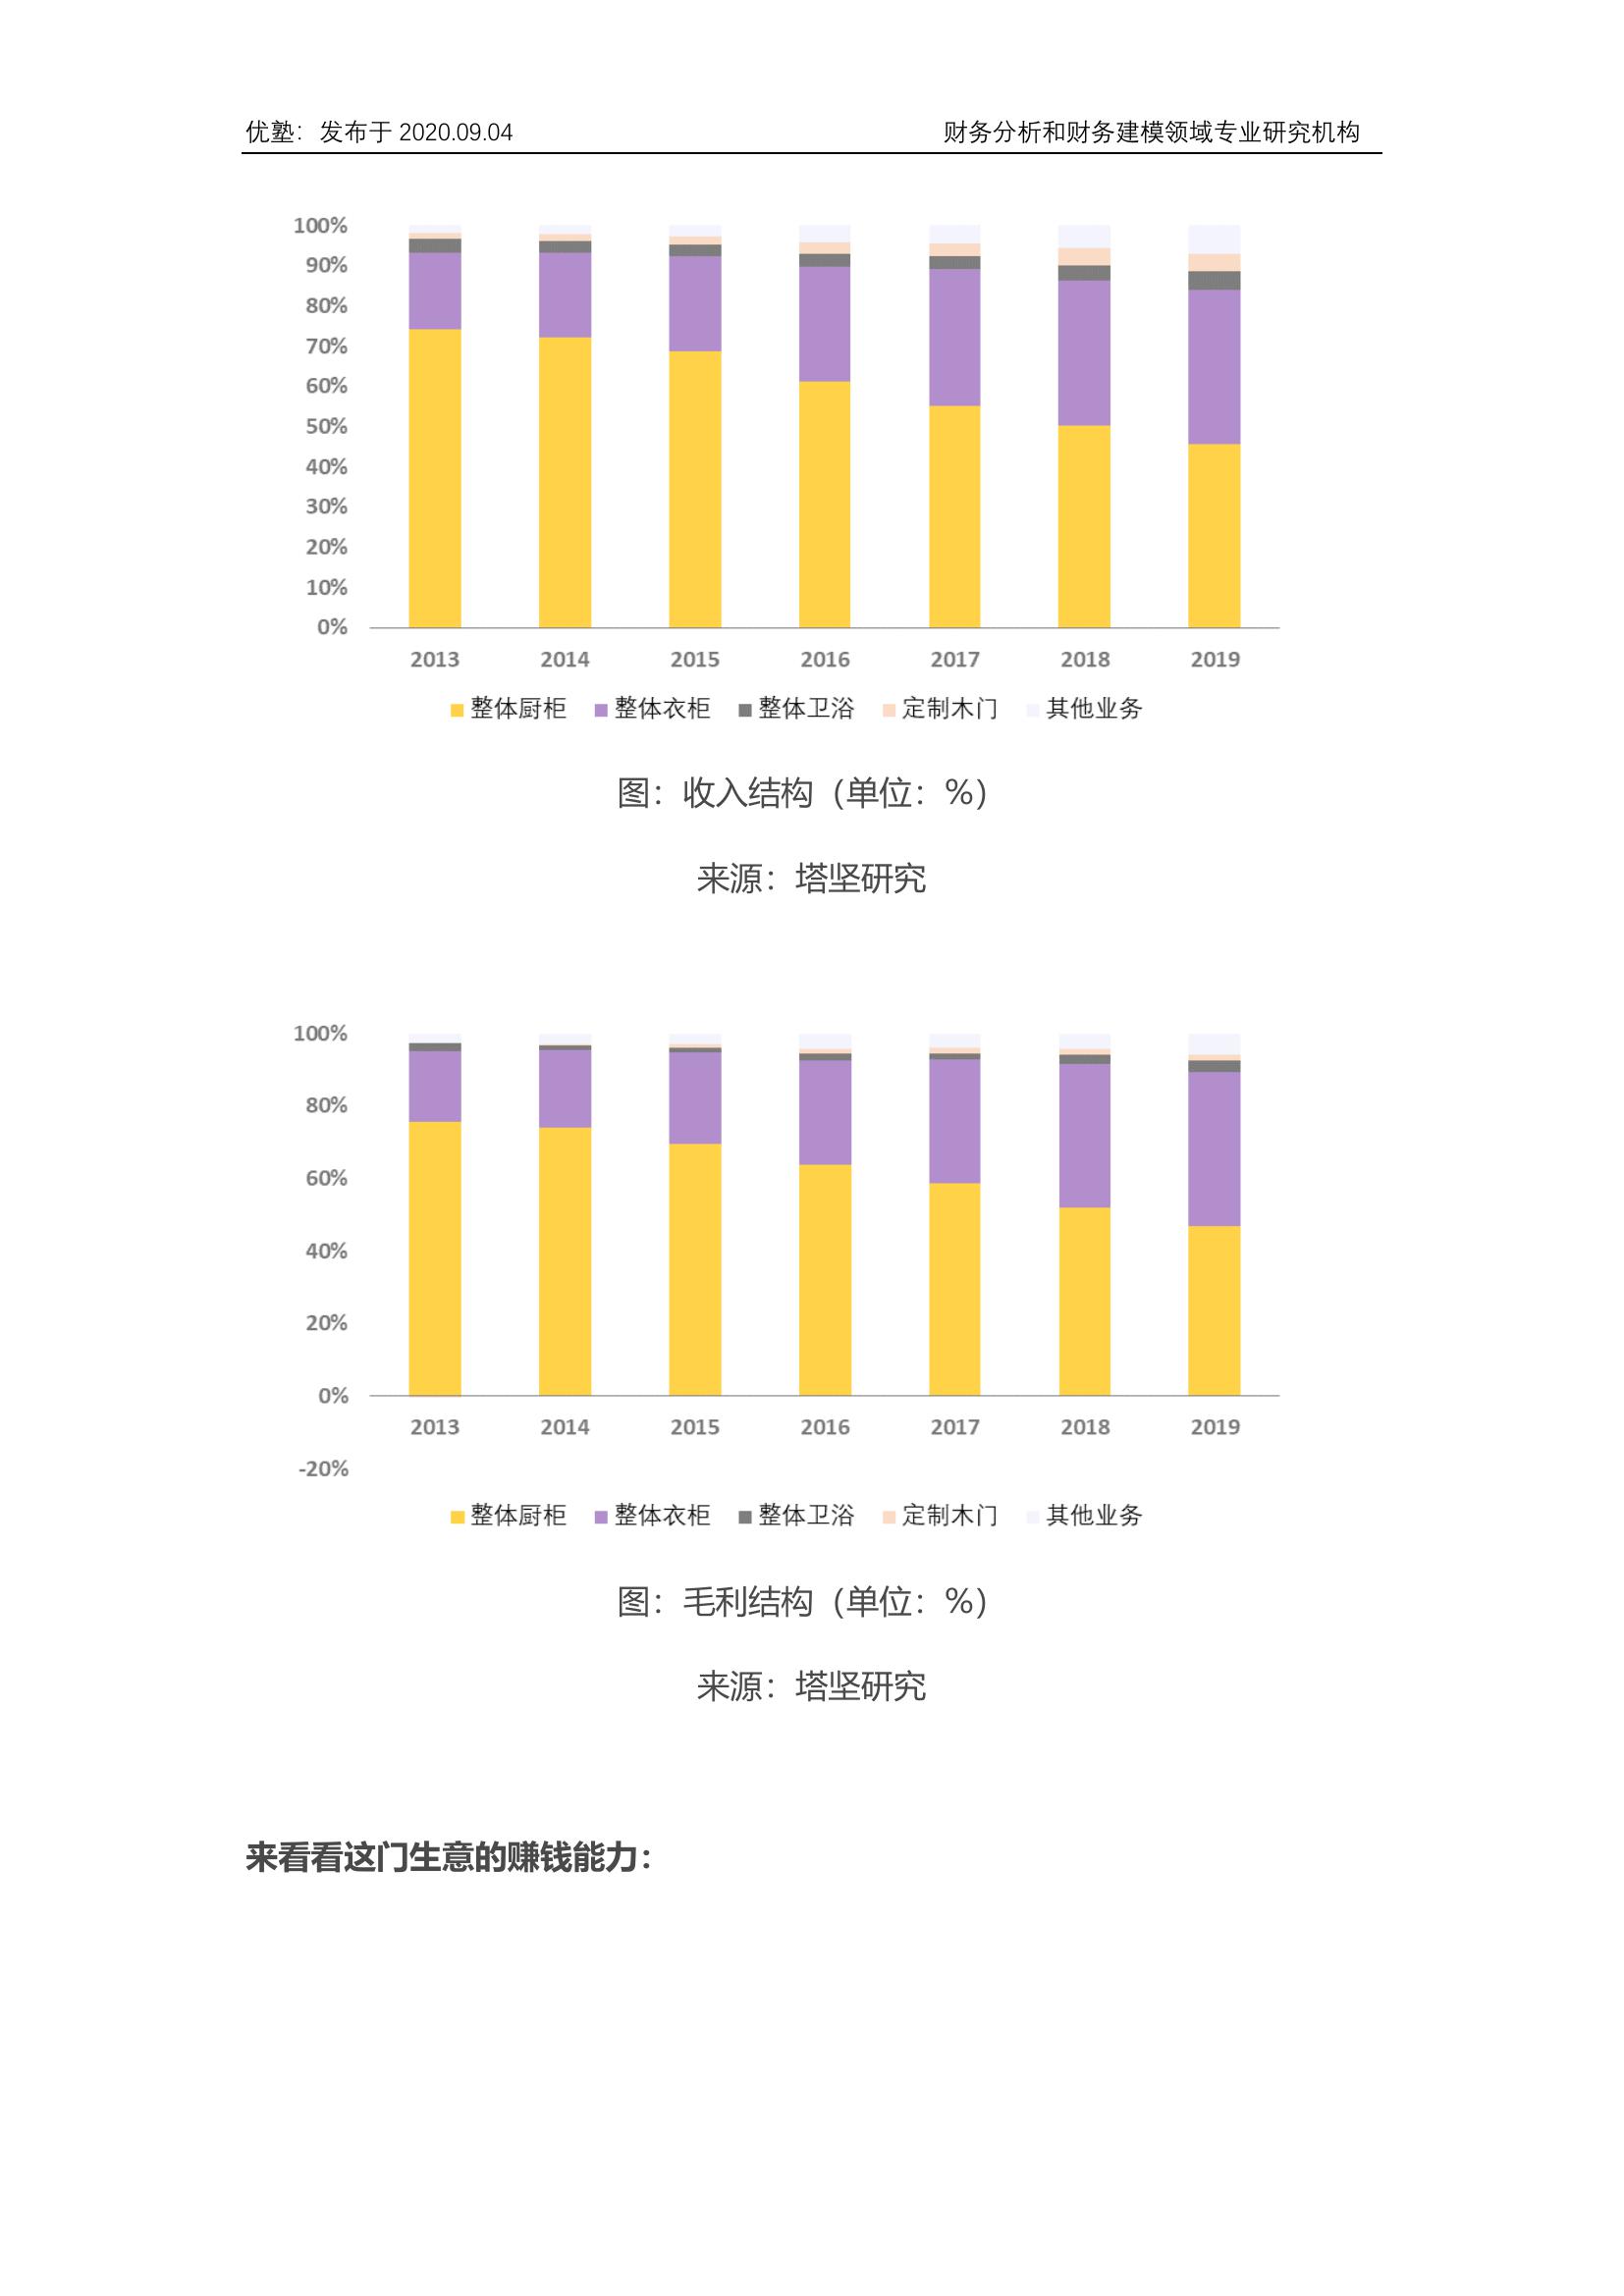 优塾：发布于 2020.09.04 财务分析和财务建模领域专业研究机构
100%
90%
80%
70%
60%
50%
40%
30%
20%
10%
0%
2013 2014 2015 2016 2017 2018 2019
整体厨柜 整体衣柜 整体卫浴 定制木门 其他业务
图：收入结构（单位：%）
来源：塔坚研究
100%
80%
60%
40%
20%
0%
2013 2014 2015 2016 2017 2018 2019
-20%
整体厨柜 整体衣柜 整体卫浴 定制木门 其他业务
图：毛利结构（单位：%）
来源：塔坚研究
来看看这门生意的赚钱能力：